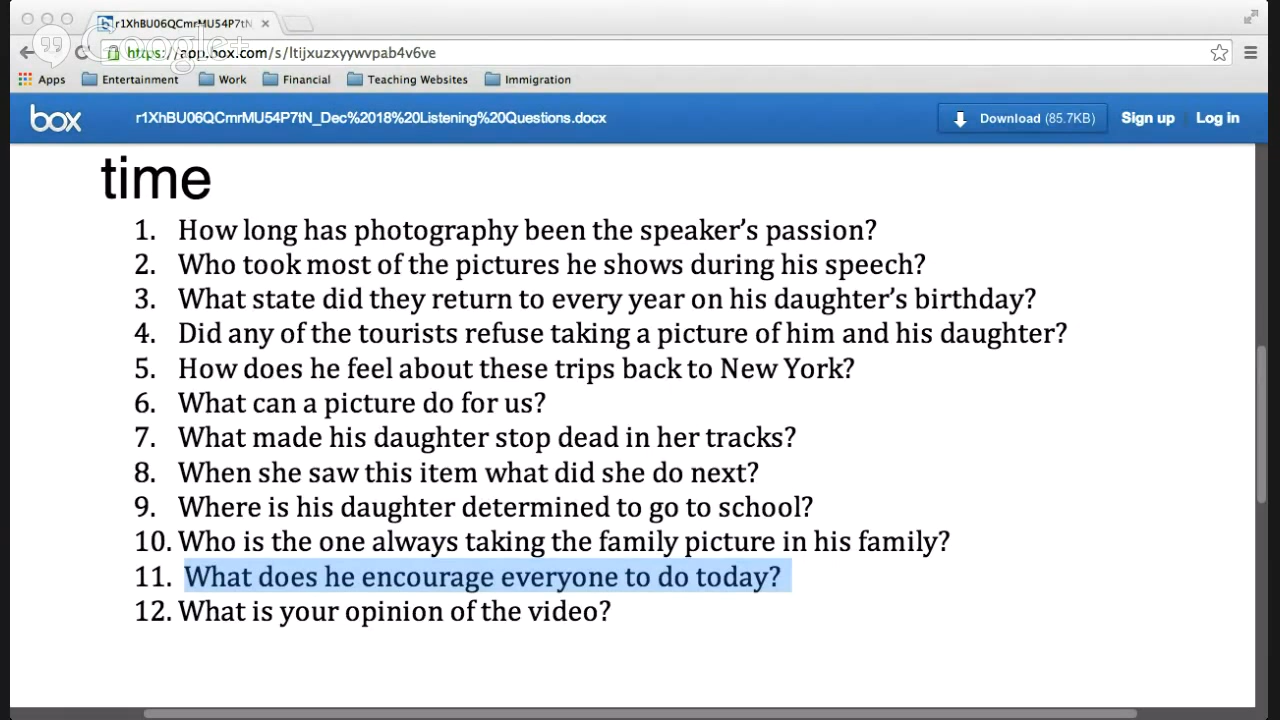 r1XhBU06QCmrMU54P7tN
Google+
https://app.box.com/s/ltijxuzxyywvpab4v6ve
Apps Entertainment Work Financial Teaching Websites Immigration
box r1XhBU06QCmrMU54P7tN_Dec%2018%20Listening%20Questions.docx Download (85.7KB) Sign up Log in
time
1. How long has photography been the speaker’s passion?
2. Who took most of the pictures he shows during his speech?
3. What state did they return to every year on his daughter’s birthday?
4. Did any of the tourists refuse taking a picture of him and his daughter?
5. How does he feel about these trips back to New York?
6. What can a picture do for us?
7. What made his daughter stop dead in her tracks?
8. When she saw this item what did she do next?
9. Where is his daughter determined to go to school?
10. Who is the one always taking the family picture in his family?
11. What does he encourage everyone to do today?
12. What is your opinion of the video?